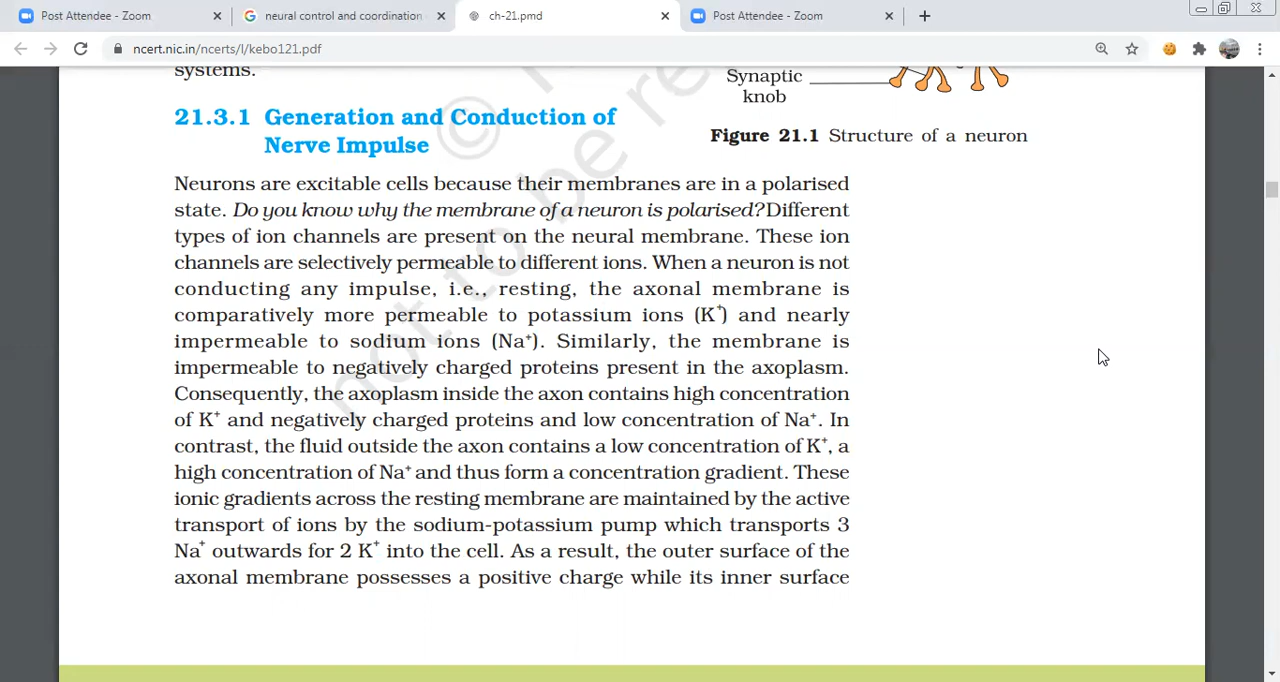 Post Attendee - Zoom
neural control and coordination
ch-21.pmd
Post Attendee - Zoom
ncert.nic.in/ncerts/l/kebo121.pdf
systems.
Synaptic
knob
21.3.1 Generation and Conduction of
Nerve Impulse
Figure 21.1 Structure of a neuron
Neurons are excitable cells because their membranes are in a polarised
state. Do you know why the membrane of a neuron is polarised? Different
types of ion channels are present on the neural membrane. These ion
channels are selectively permeable to different ions. When a neuron is not
conducting any impulse, i.e., resting, the axonal membrane is
comparatively more permeable to potassium ions (K⁺) and nearly
impermeable to sodium ions (Na⁺). Similarly, the membrane is
impermeable to negatively charged proteins present in the axoplasm.
Consequently, the axoplasm inside the axon contains high concentration
of K⁺ and negatively charged proteins and low concentration of Na⁺. In
contrast, the fluid outside the axon contains a low concentration of K⁺, a
high concentration of Na⁺ and thus form a concentration gradient. These
ionic gradients across the resting membrane are maintained by the active
transport of ions by the sodium-potassium pump which transports 3
Na⁺ outwards for 2 K⁺ into the cell. As a result, the outer surface of the
axonal membrane possesses a positive charge while its inner surface
©
not to be re